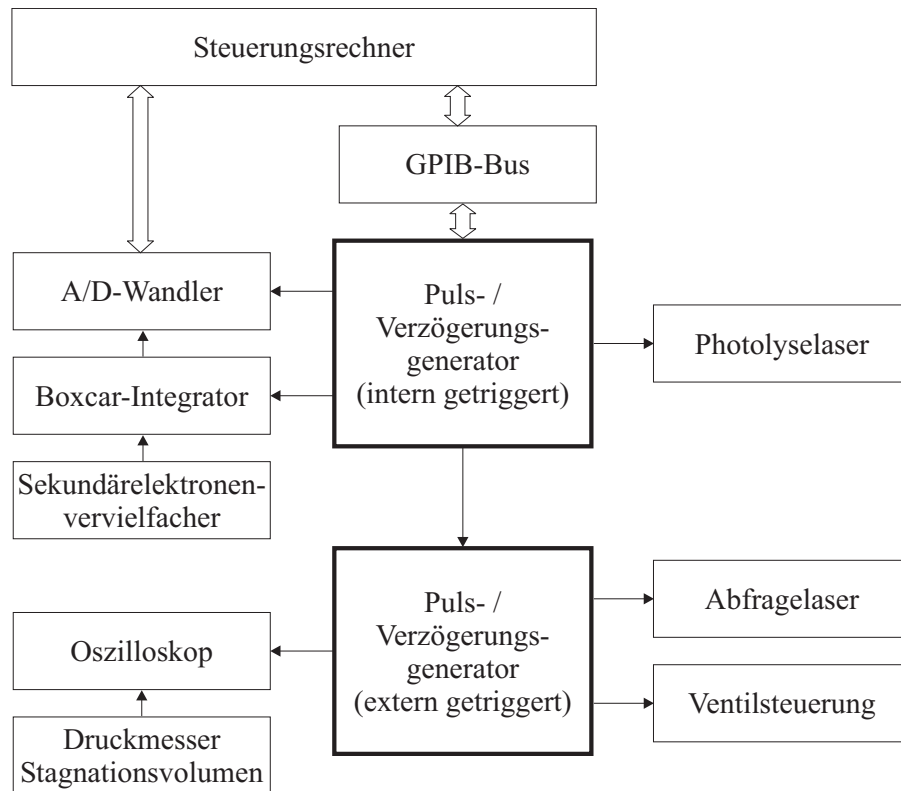 Steuerungsrechner
GPIB-Bus
A/D-Wandler
Puls- /
Verzögerungs-
generator
(intern getriggert)
Photolyselaser
Boxcar-Integrator
Sekundärelektronen-
vervielfacher
Puls- /
Verzögerungs-
generator
(extern getriggert)
Abfragelaser
Oszilloskop
Ventilsteuerung
Druckmesser
Stagnationsvolumen